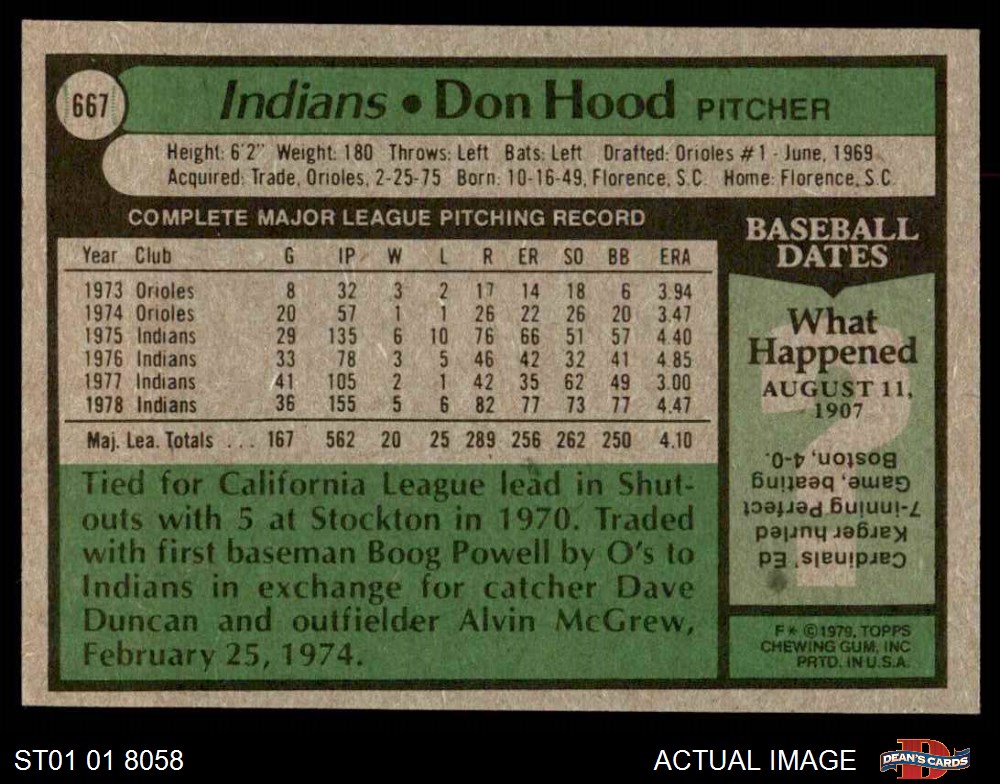 667
Indians • Don Hood PITCHER
Height: 6'2" Weight: 180 Throws: Left Bats: Left Drafted: Orioles #1 - June, 1969
Acquired: Trade, Orioles, 2-25-75 Born: 10-16-49, Florence, S.C. Home: Florence, S.C.
COMPLETE MAJOR LEAGUE PITCHING RECORD
Year Club G IP W L R ER SO BB ERA
1973 Orioles 8 32 3 2 17 14 18 6 3.94
1974 Orioles 20 57 1 1 26 22 26 20 3.47
1975 Indians 29 135 6 10 76 66 51 57 4.40
1976 Indians 33 78 3 5 46 42 32 41 4.85
1977 Indians 41 105 2 1 42 35 62 49 3.00
1978 Indians 36 155 5 6 82 77 73 77 4.47
Maj. Lea. Totals ... 167 562 20 25 289 256 262 250 4.10
Tied for California League lead in Shut-
outs with 5 at Stockton in 1970. Traded
with first baseman Boog Powell by O's to
Indians in exchange for catcher Dave
Duncan and outfielder Alvin McGrew,
February 25, 1974.
BASEBALL
DATES
What
Happened
AUGUST 11,
1907
Cardinals' Ed
Karger hurled
7-inning Perfect
Game, beating
Boston, 4-0.
F* © 1979, TOPPS
CHEWING GUM, INC
PRTD. IN U.S.A.
ST01 01 8058
ACTUAL IMAGE
DEAN'S CARDS